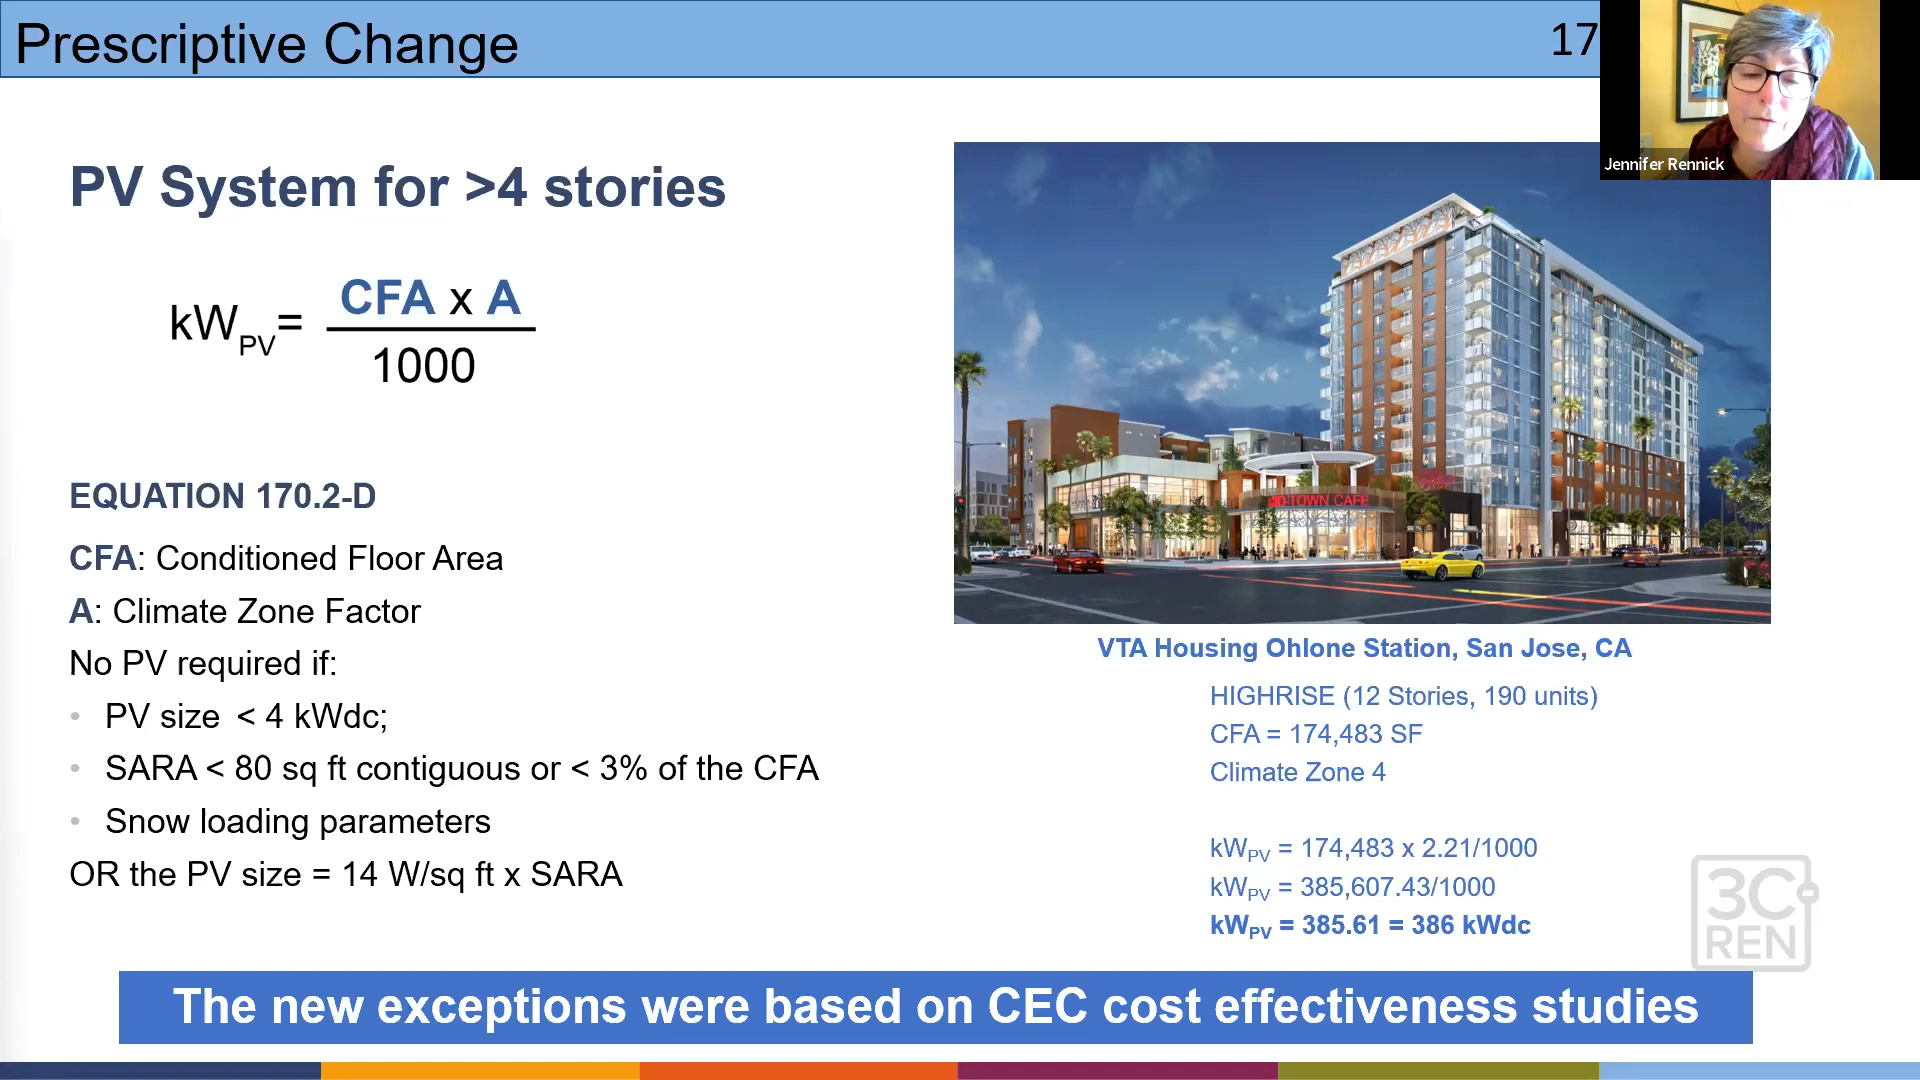 Prescriptive Change
17
Jennifer Rennick
PV System for >4 stories
kWPV= CFA x A
1000
EQUATION 170.2-D
CFA: Conditioned Floor Area
A: Climate Zone Factor
No PV required if:
• PV size < 4 kWdc;
• SARA < 80 sq ft contiguous or < 3% of the CFA
• Snow loading parameters
OR the PV size = 14 W/sq ft x SARA
MID-TOWN CAFE
VTA Housing Ohlone Station, San Jose, CA
HIGHRISE (12 Stories, 190 units)
CFA = 174,483 SF
Climate Zone 4
kWPV = 174,483 x 2.21/1000
kWPV = 385,607.43/1000
kWPV = 385.61 = 386 kWdc
3C
REN
The new exceptions were based on CEC cost effectiveness studies